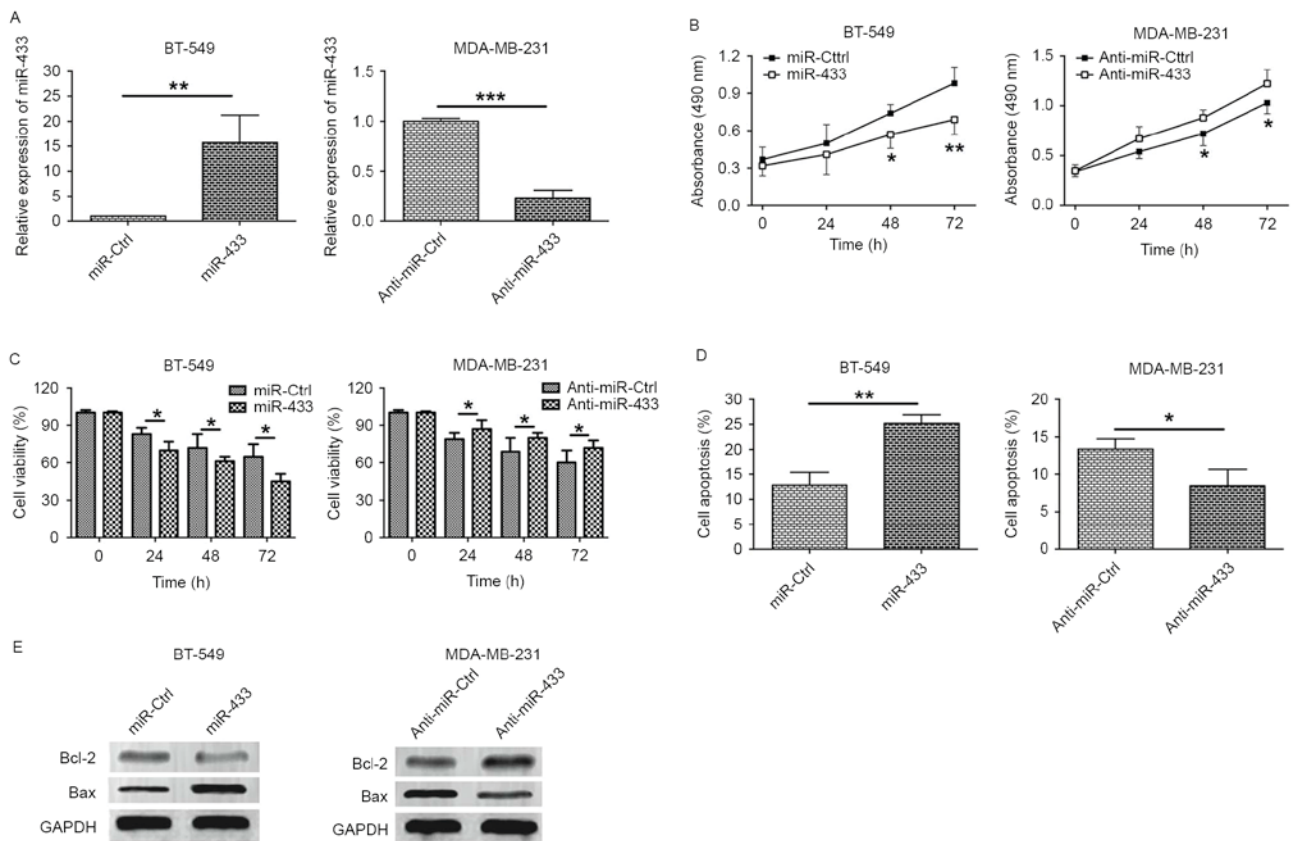 A
BT-549
Relative expression of miR-433
30
25
20
15
10
5
0
**
miR-Ctrl
miR-433
MDA-MB-231
Relative expression of miR-433
1.5
1.0
0.5
0.0
***
Anti-miR-Ctrl
Anti-miR-433
B
BT-549
Absorbance (490 nm)
1.2
0.9
0.6
0.3
0.0
miR-Cttrl
miR-433
*
**
0 24 48 72
Time (h)
MDA-MB-231
Absorbance (490 nm)
1.5
1.0
0.5
0.0
Anti-miR-Cttrl
Anti-miR-433
*
*
0 24 48 72
Time (h)
C
BT-549
Cell viability (%)
120
90
60
30
0
miR-Ctrl
miR-433
* * *
0 24 48 72
Time (h)
MDA-MB-231
Cell viability (%)
120
90
60
30
0
Anti-miR-Ctrl
Anti-miR-433
* * *
0 24 48 72
Time (h)
D
BT-549
Cell apoptosis (%)
30
25
20
15
10
5
0
**
miR-Ctrl
miR-433
MDA-MB-231
Cell apoptosis (%)
20
15
10
5
0
*
Anti-miR-Ctrl
Anti-miR-433
E
BT-549
miR-Ctrl
miR-433
Bcl-2
Bax
GAPDH
MDA-MB-231
Anti-miR-Ctrl
Anti-miR-433
Bcl-2
Bax
GAPDH